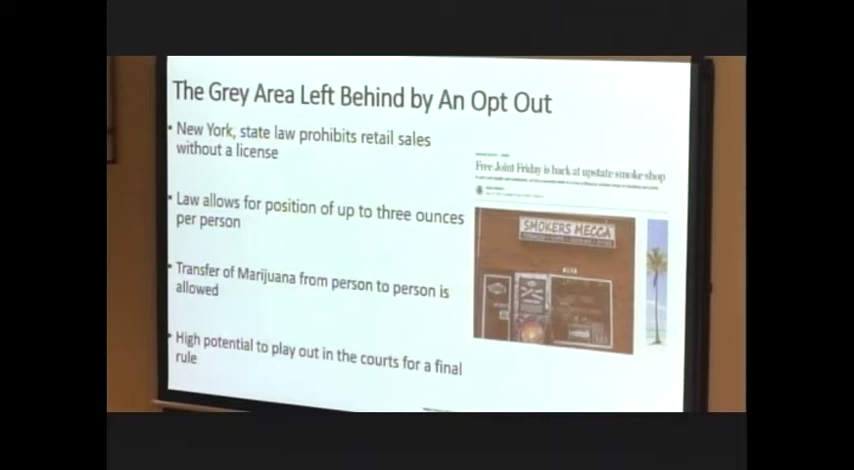 The Grey Area Left Behind by An Opt Out
• New York, state law prohibits retail sales
without a license
• Law allows for position of up to three ounces
per person
• Transfer of Marijuana from person to person is
allowed
• High potential to play out in the courts for a final
rule
Free Joint Friday is back at upstate smoke shop
SMOKERS MECCA